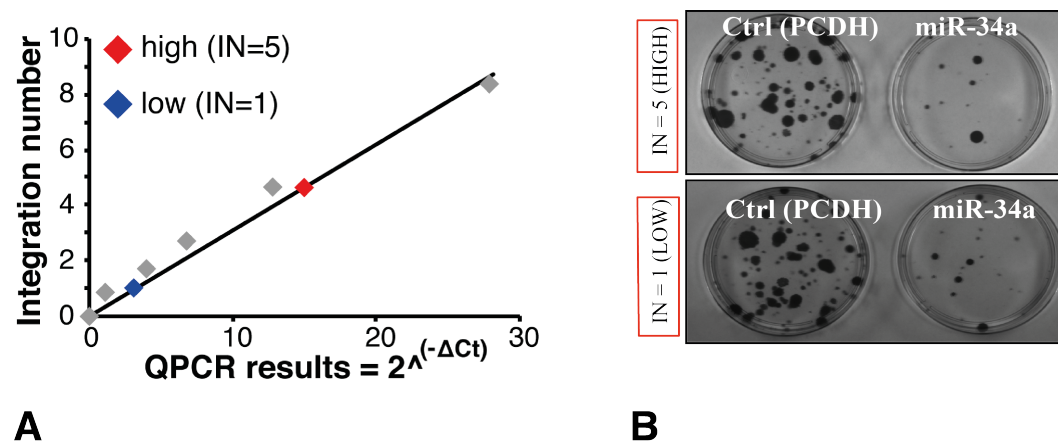 Integration number
10
8
6
4
2
0
high (IN=5)
low (IN=1)
0 10 20 30
QPCR results = 2^(-ΔCt)
A
IN = 5 (HIGH)
Ctrl (PCDH) miR-34a
IN = 1 (LOW)
Ctrl (PCDH) miR-34a
B